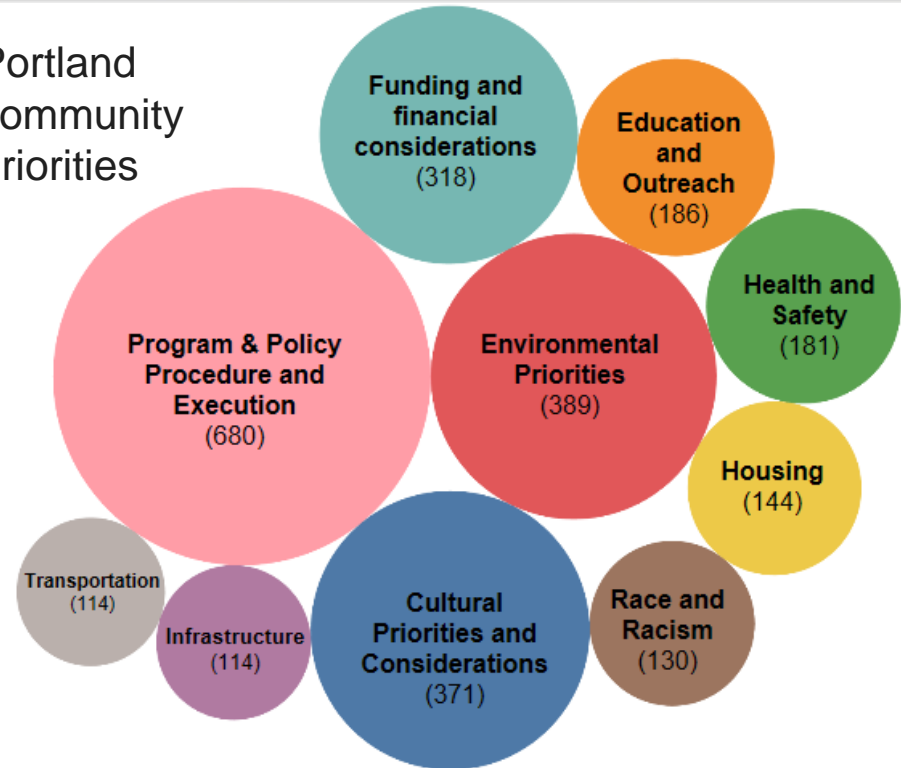 Portland
ommunity
riorities
Funding and
financial
considerations
(318)
Education
and
Outreach
(186)
Health and
Safety
(181)
Program & Policy
Procedure and
Execution
(680)
Environmental
Priorities
(389)
Housing
(144)
Transportation
(114)
Infrastructure
(114)
Cultural
Priorities and
Considerations
(371)
Race and
Racism
(130)